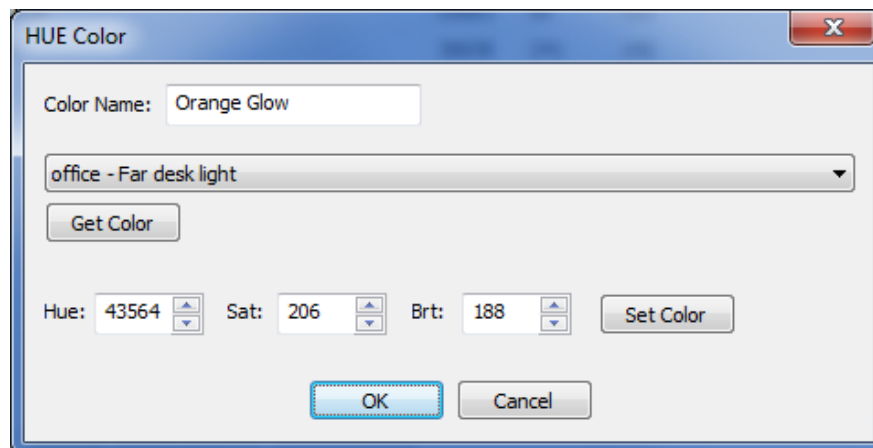 HUE Color
Color Name: Orange Glow
office - Far desk light
Get Color
Hue: 43564 Sat: 206 Brt: 188 Set Color
OK Cancel